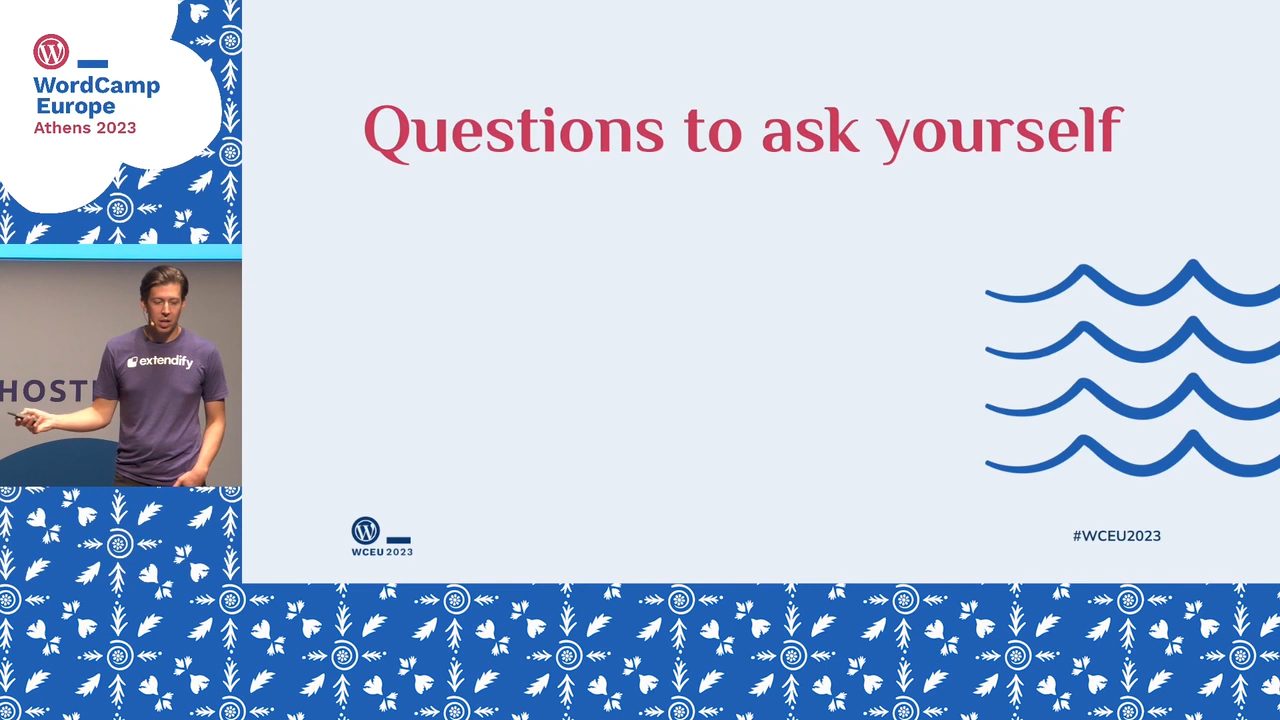 WordCamp
Europe
Athens 2023
Questions to ask yourself
extendify
HOST
WCEU 2023
#WCEU2023